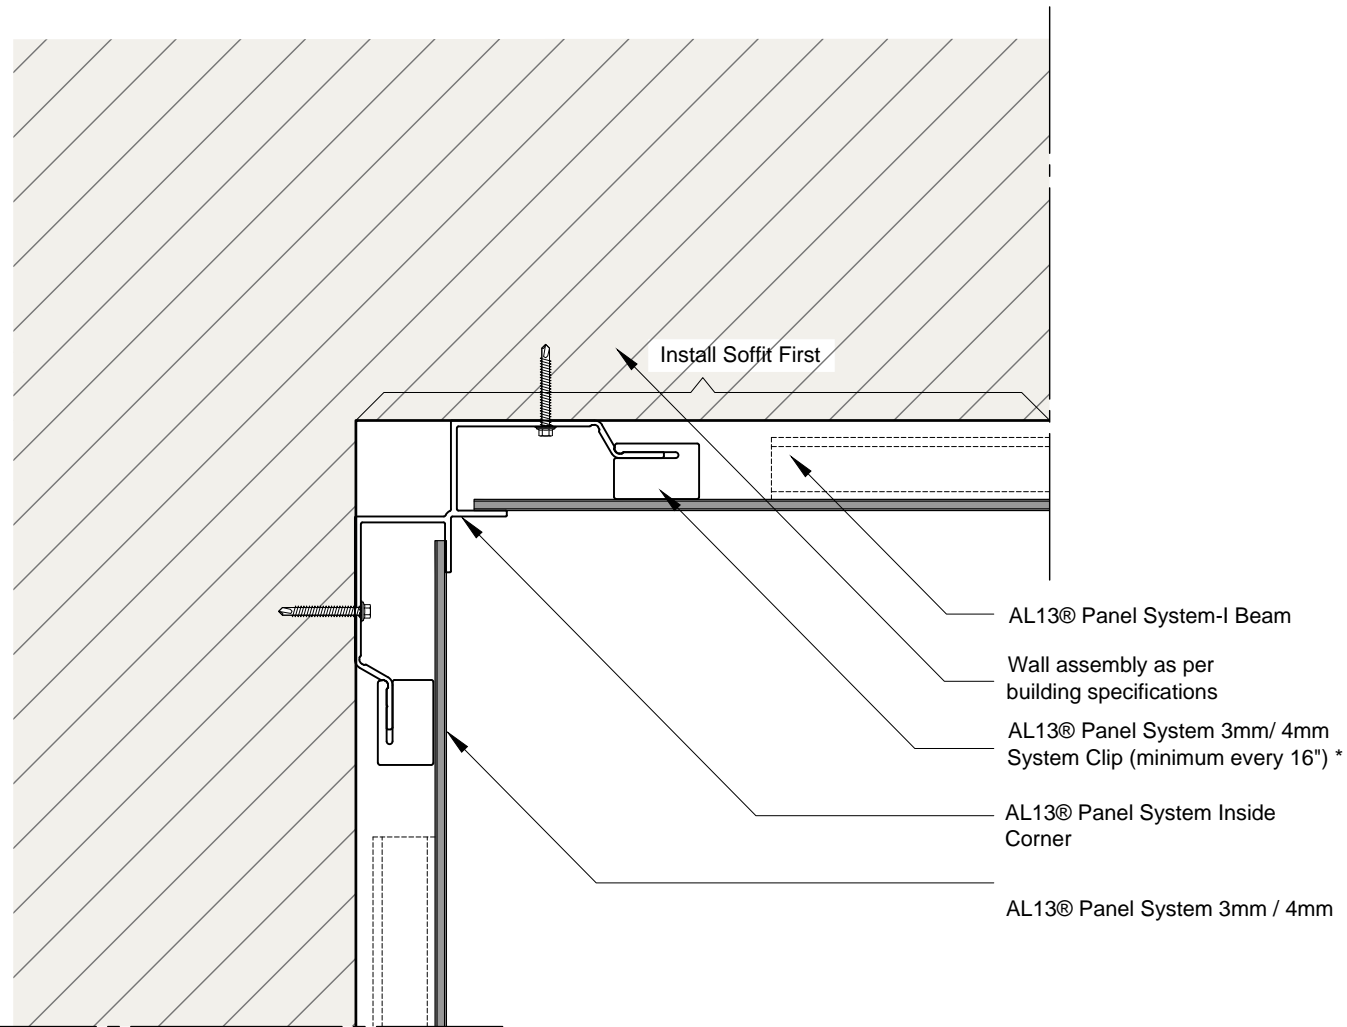 Install Soffit First
AL13® Panel System-I Beam
Wall assembly as per
building specifications
AL13® Panel System 3mm/ 4mm
System Clip (minimum every 16") *
AL13® Panel System Inside
Corner
AL13® Panel System 3mm / 4mm